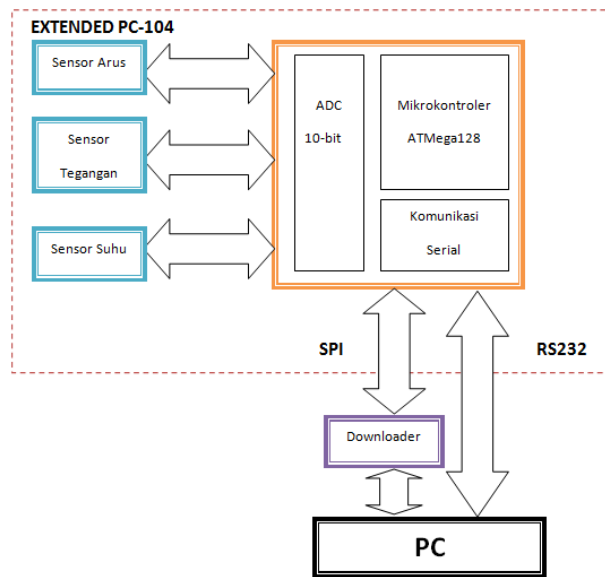 EXTENDED PC-104
Sensor Arus
Sensor
Tegangan
Sensor Suhu
ADC
10-bit
Mikrokontroler
ATMega128
Komunikasi
Serial
SPI
RS232
Downloader
PC